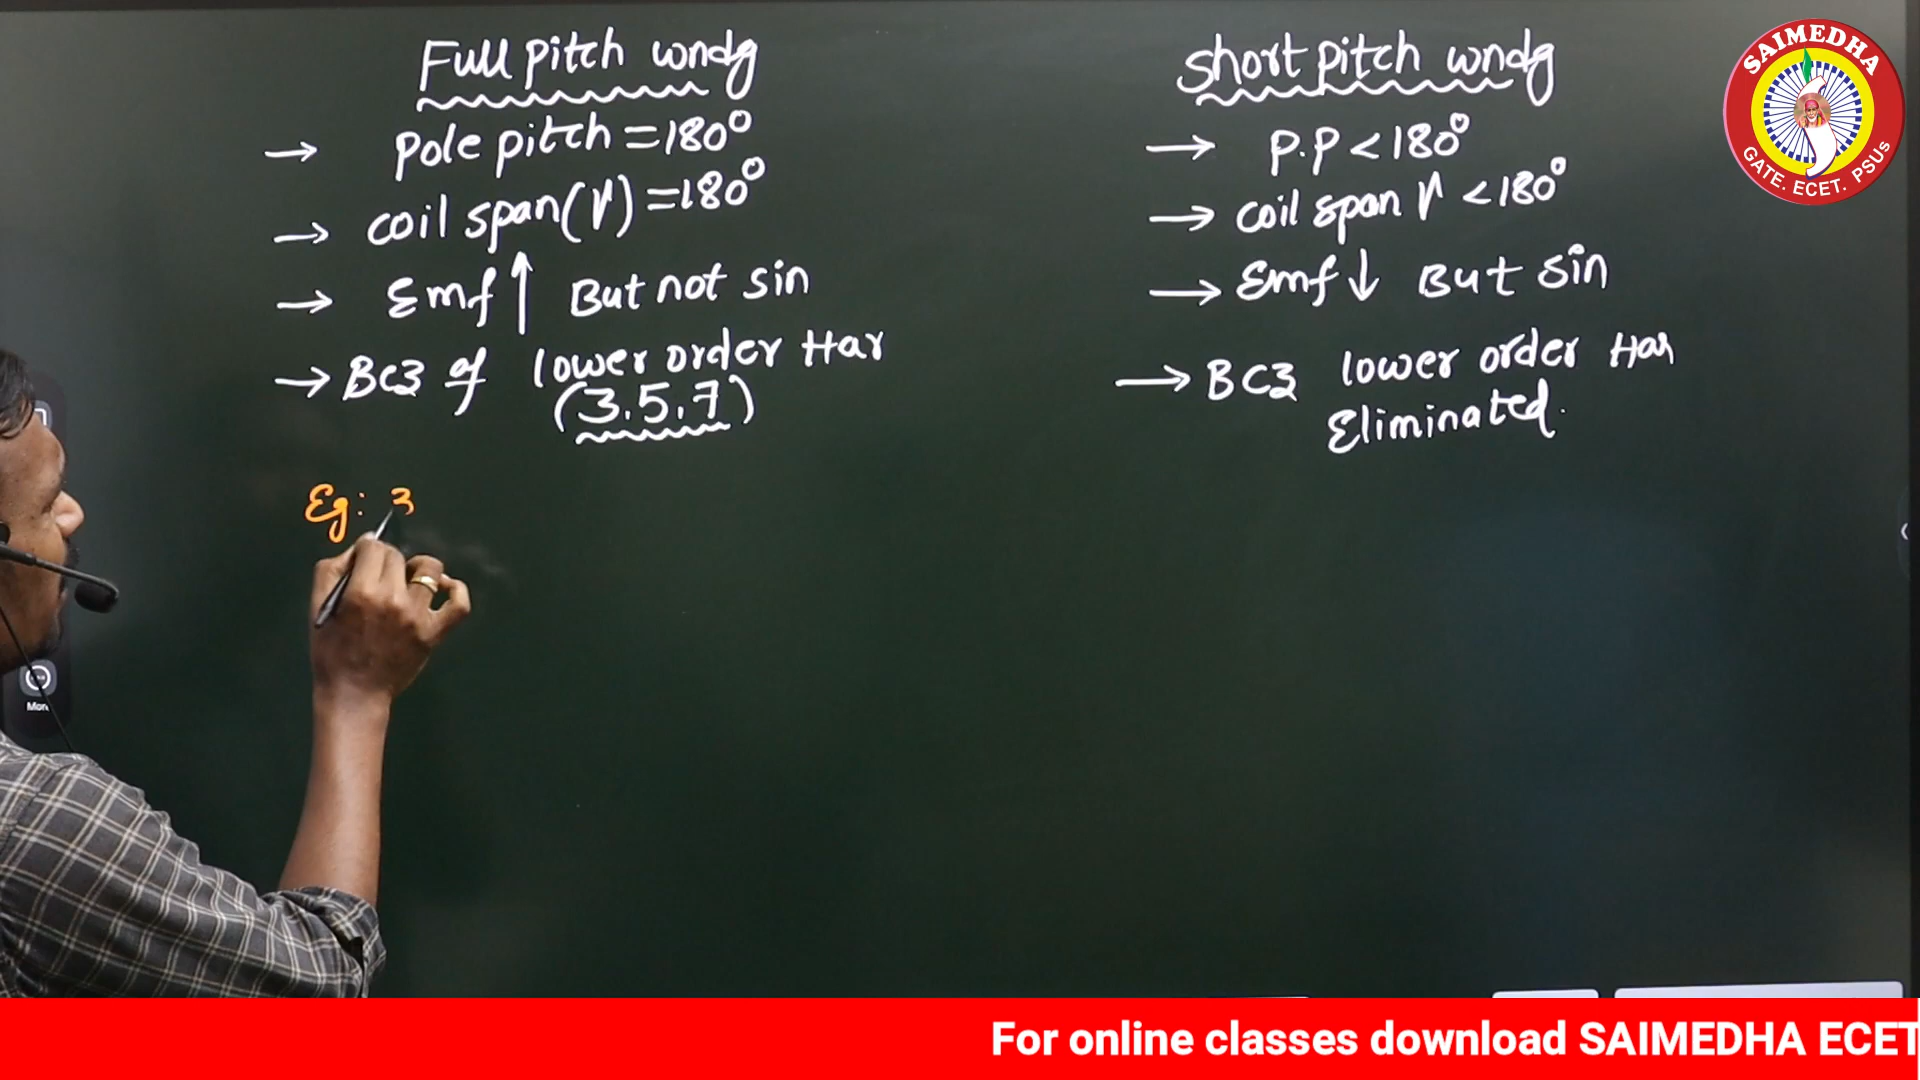 Full pitch wndg
→ pole pitch = 180°
→ coil span(γ) = 180°
→ Emf ↑ But not sin
→ BC3 of lower order Har
(3.5.7)
Eg: 3
short pitch wndg
→ P.P < 180°
→ coil span γ < 180°
→ Emf ↓ But sin
→ BC3 lower order Har
Eliminated.
SAIMEDHA
GATE. ECET. PSUs
More
For online classes download SAIMEDHA ECET